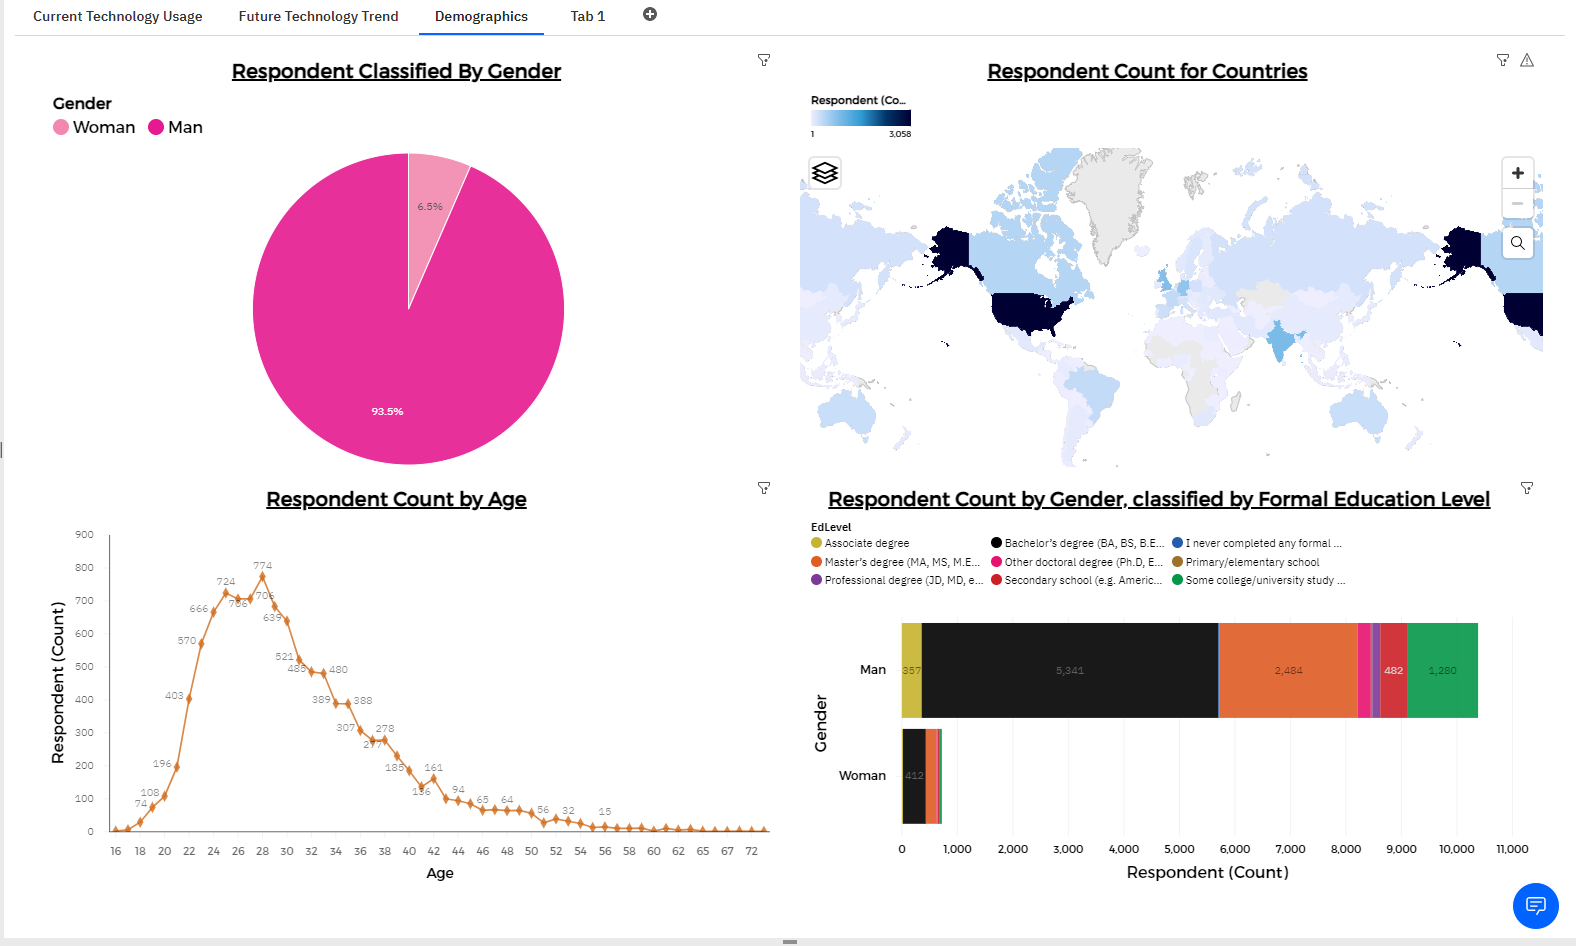 Current Technology Usage Future Technology Trend Demographics Tab 1
Respondent Classified By Gender
Gender
Woman Man
6.5%
93.5%
Respondent Count for Countries
Respondent (Co...
1 3,058
Respondent Count by Age
Respondent (Count)
900
800
700
600
500
400
300
200
100
0
74
108
196
403
570
666
724
706
706
774
639
521
485
480
389
388
307
277
278
185
136
161
94
65
64
56
32
15
16 18 20 22 24 26 28 30 32 34 36 38 40 42 44 46 48 50 52 54 56 58 60 62 65 67 72
Age
Respondent Count by Gender, classified by Formal Education Level
EdLevel
Associate degree Bachelor's degree (BA, BS, B.E... I never completed any formal ...
Master's degree (MA, MS, M.E... Other doctoral degree (Ph.D, E... Primary/elementary school
Professional degree (JD, MD, e... Secondary school (e.g. Americ... Some college/university study ...
Gender
Man 357 5,341 2,484 482 1,280
Woman 412
0 1,000 2,000 3,000 4,000 5,000 6,000 7,000 8,000 9,000 10,000 11,000
Respondent (Count)